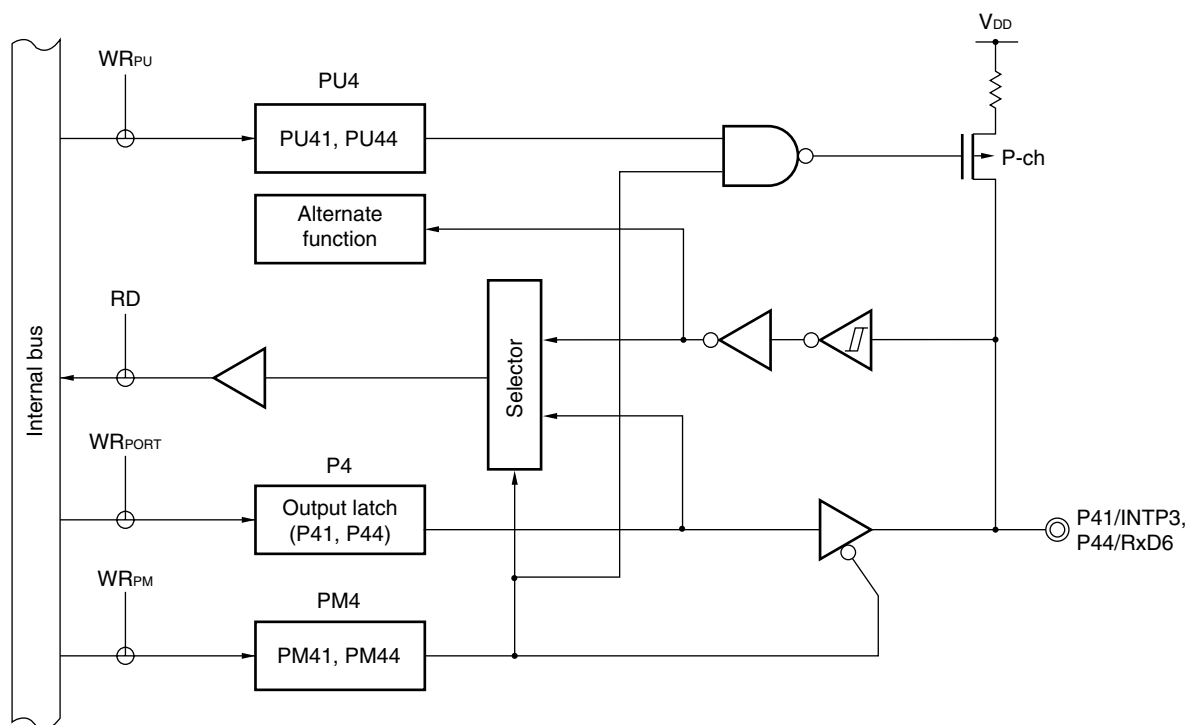 VDD
WRPU
PU4
PU41, PU44
P-ch
Alternate
function
RD
Internal bus
Selector
WRPORT
P4
Output latch
(P41, P44)
P41/INTP3,
P44/RxD6
WRPM
PM4
PM41, PM44